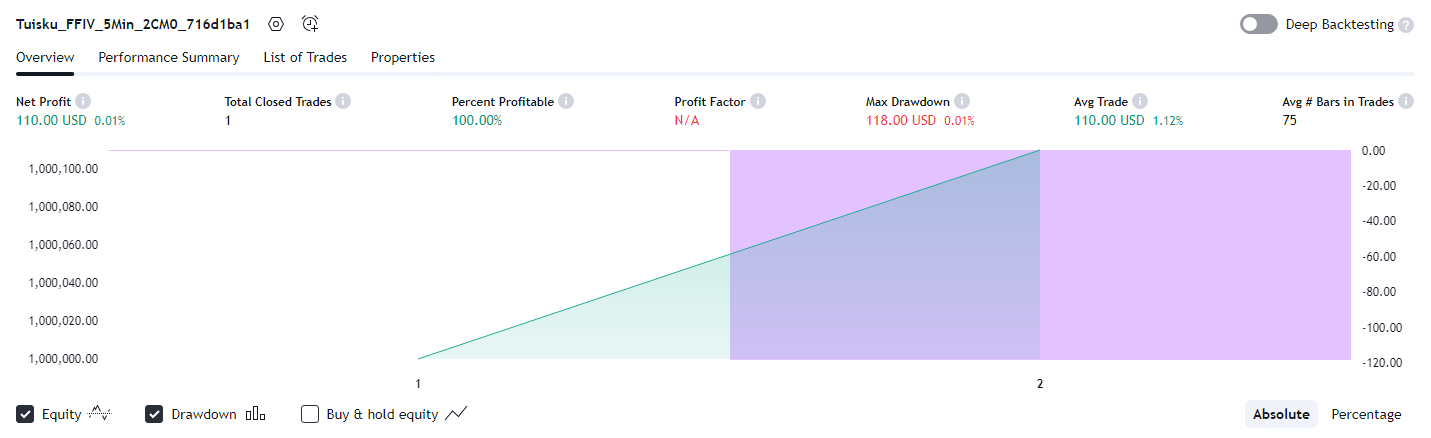 Tuisku_FFIV_5Min_2CM0_716d1ba1
Deep Backtesting ?
Overview Performance Summary List of Trades Properties
Net Profit Total Closed Trades Percent Profitable Profit Factor Max Drawdown Avg Trade Avg # Bars in Trades
110.00 USD 0.01% 1 100.00% N/A 118.00 USD 0.01% 110.00 USD 1.12% 75
1,000,100.00
1,000,080.00
1,000,060.00
1,000,040.00
1,000,020.00
1,000,000.00
0.00
-20.00
-40.00
-60.00
-80.00
-100.00
-120.00
1 2
Equity Drawdown Buy & hold equity Absolute Percentage